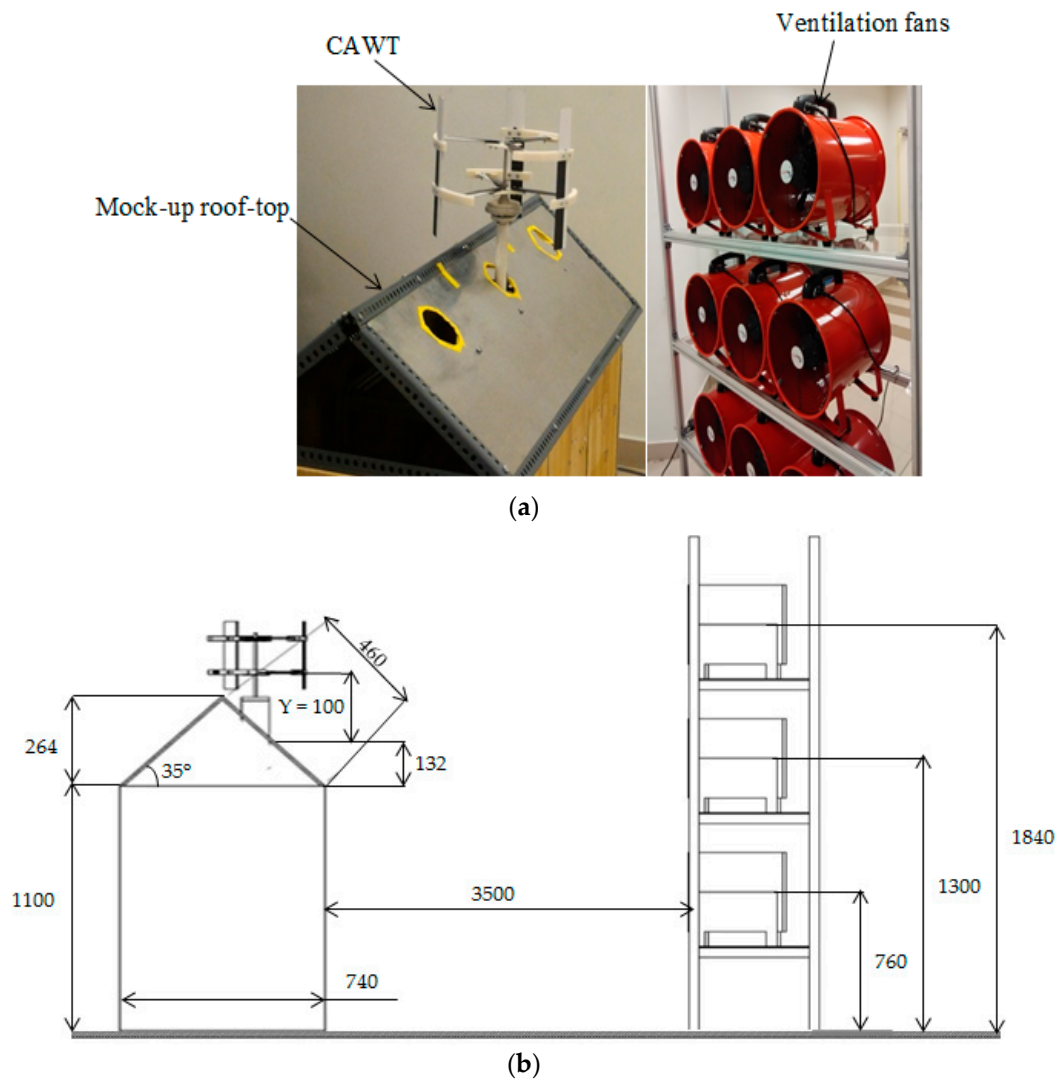 Ventilation fans
CAWT
Mock-up roof-top
(a)
460
Y = 100
264
132
35°
1840
1100
3500
1300
740
760
(b)